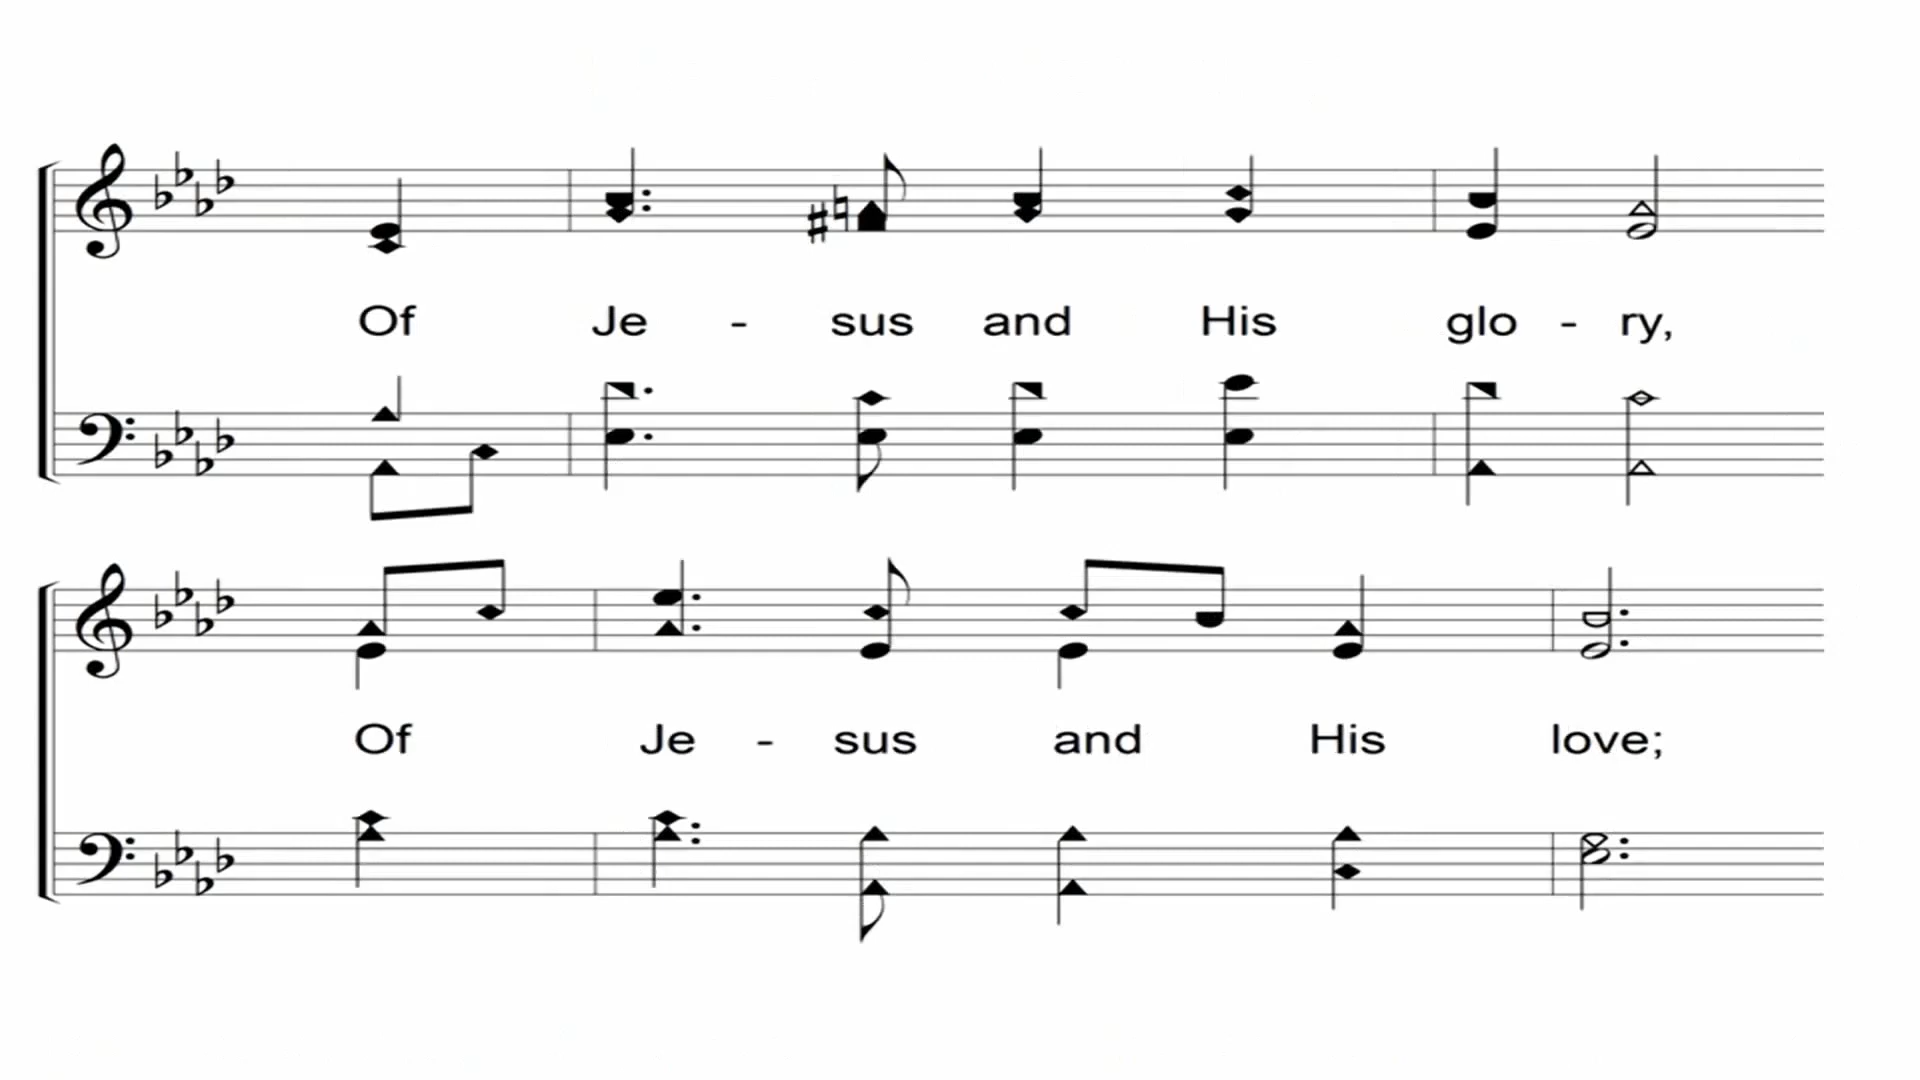 Of Je - sus and His glo - ry,
Of Je - sus and His love;